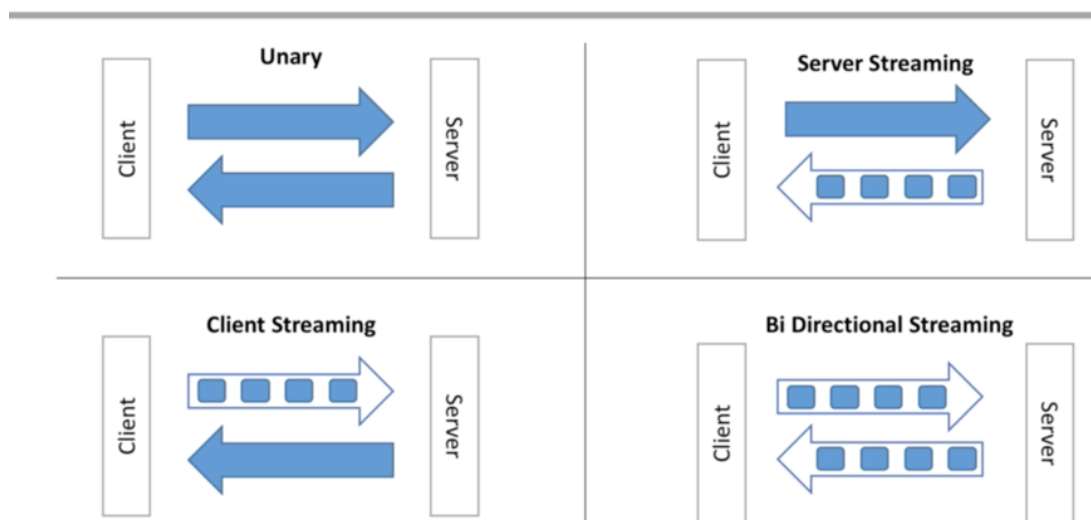 Unary
Client
Server
Server Streaming
Client
Server
Client Streaming
Client
Server
Bi Directional Streaming
Client
Server